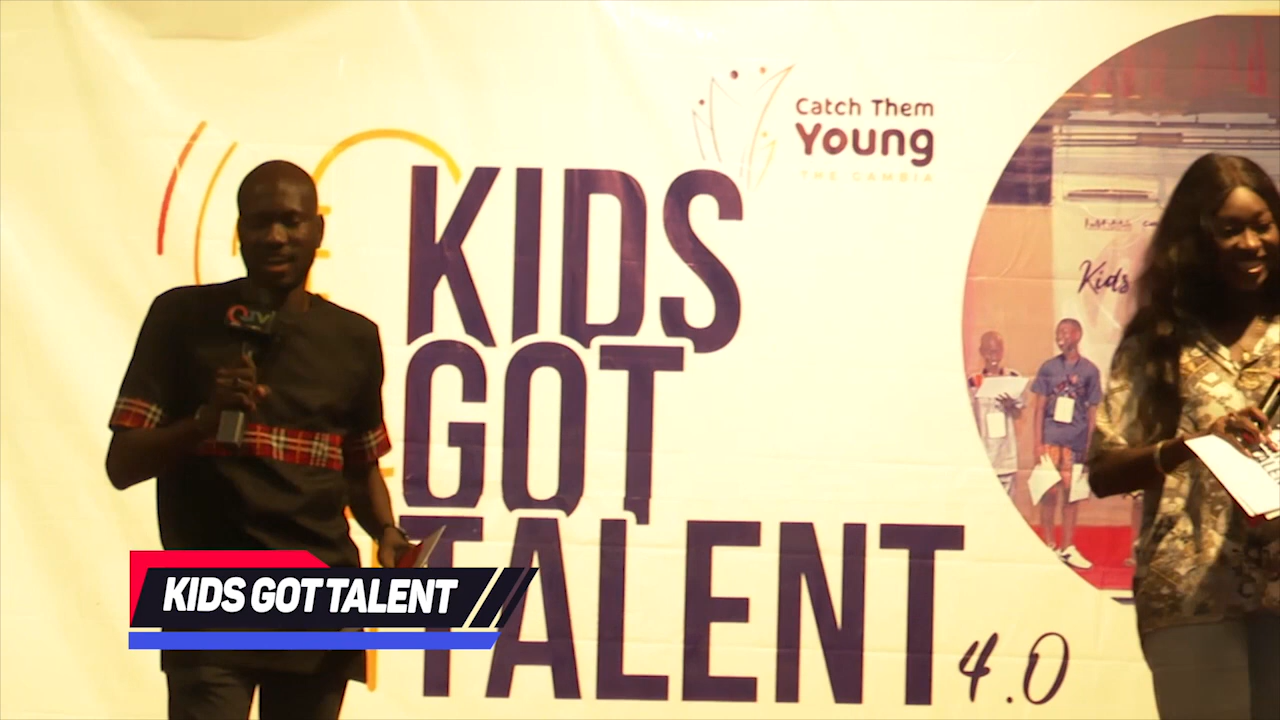 Catch Them
Young
THE GAMBIA
KIDS
GOT
TALENT
4.0
Kids
KIDS GOT TALENT